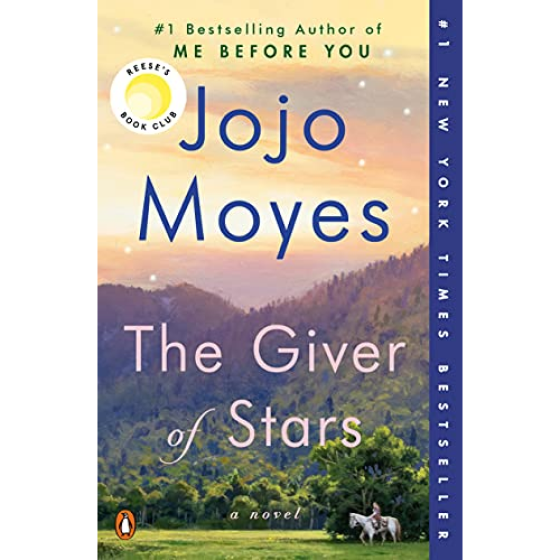 #1 Bestselling Author of
ME BEFORE YOU
REESE'S
BOOK CLUB
Jojo
Moyes
The Giver
of Stars
a novel
#1 NEW YORK TIMES BESTSELLER